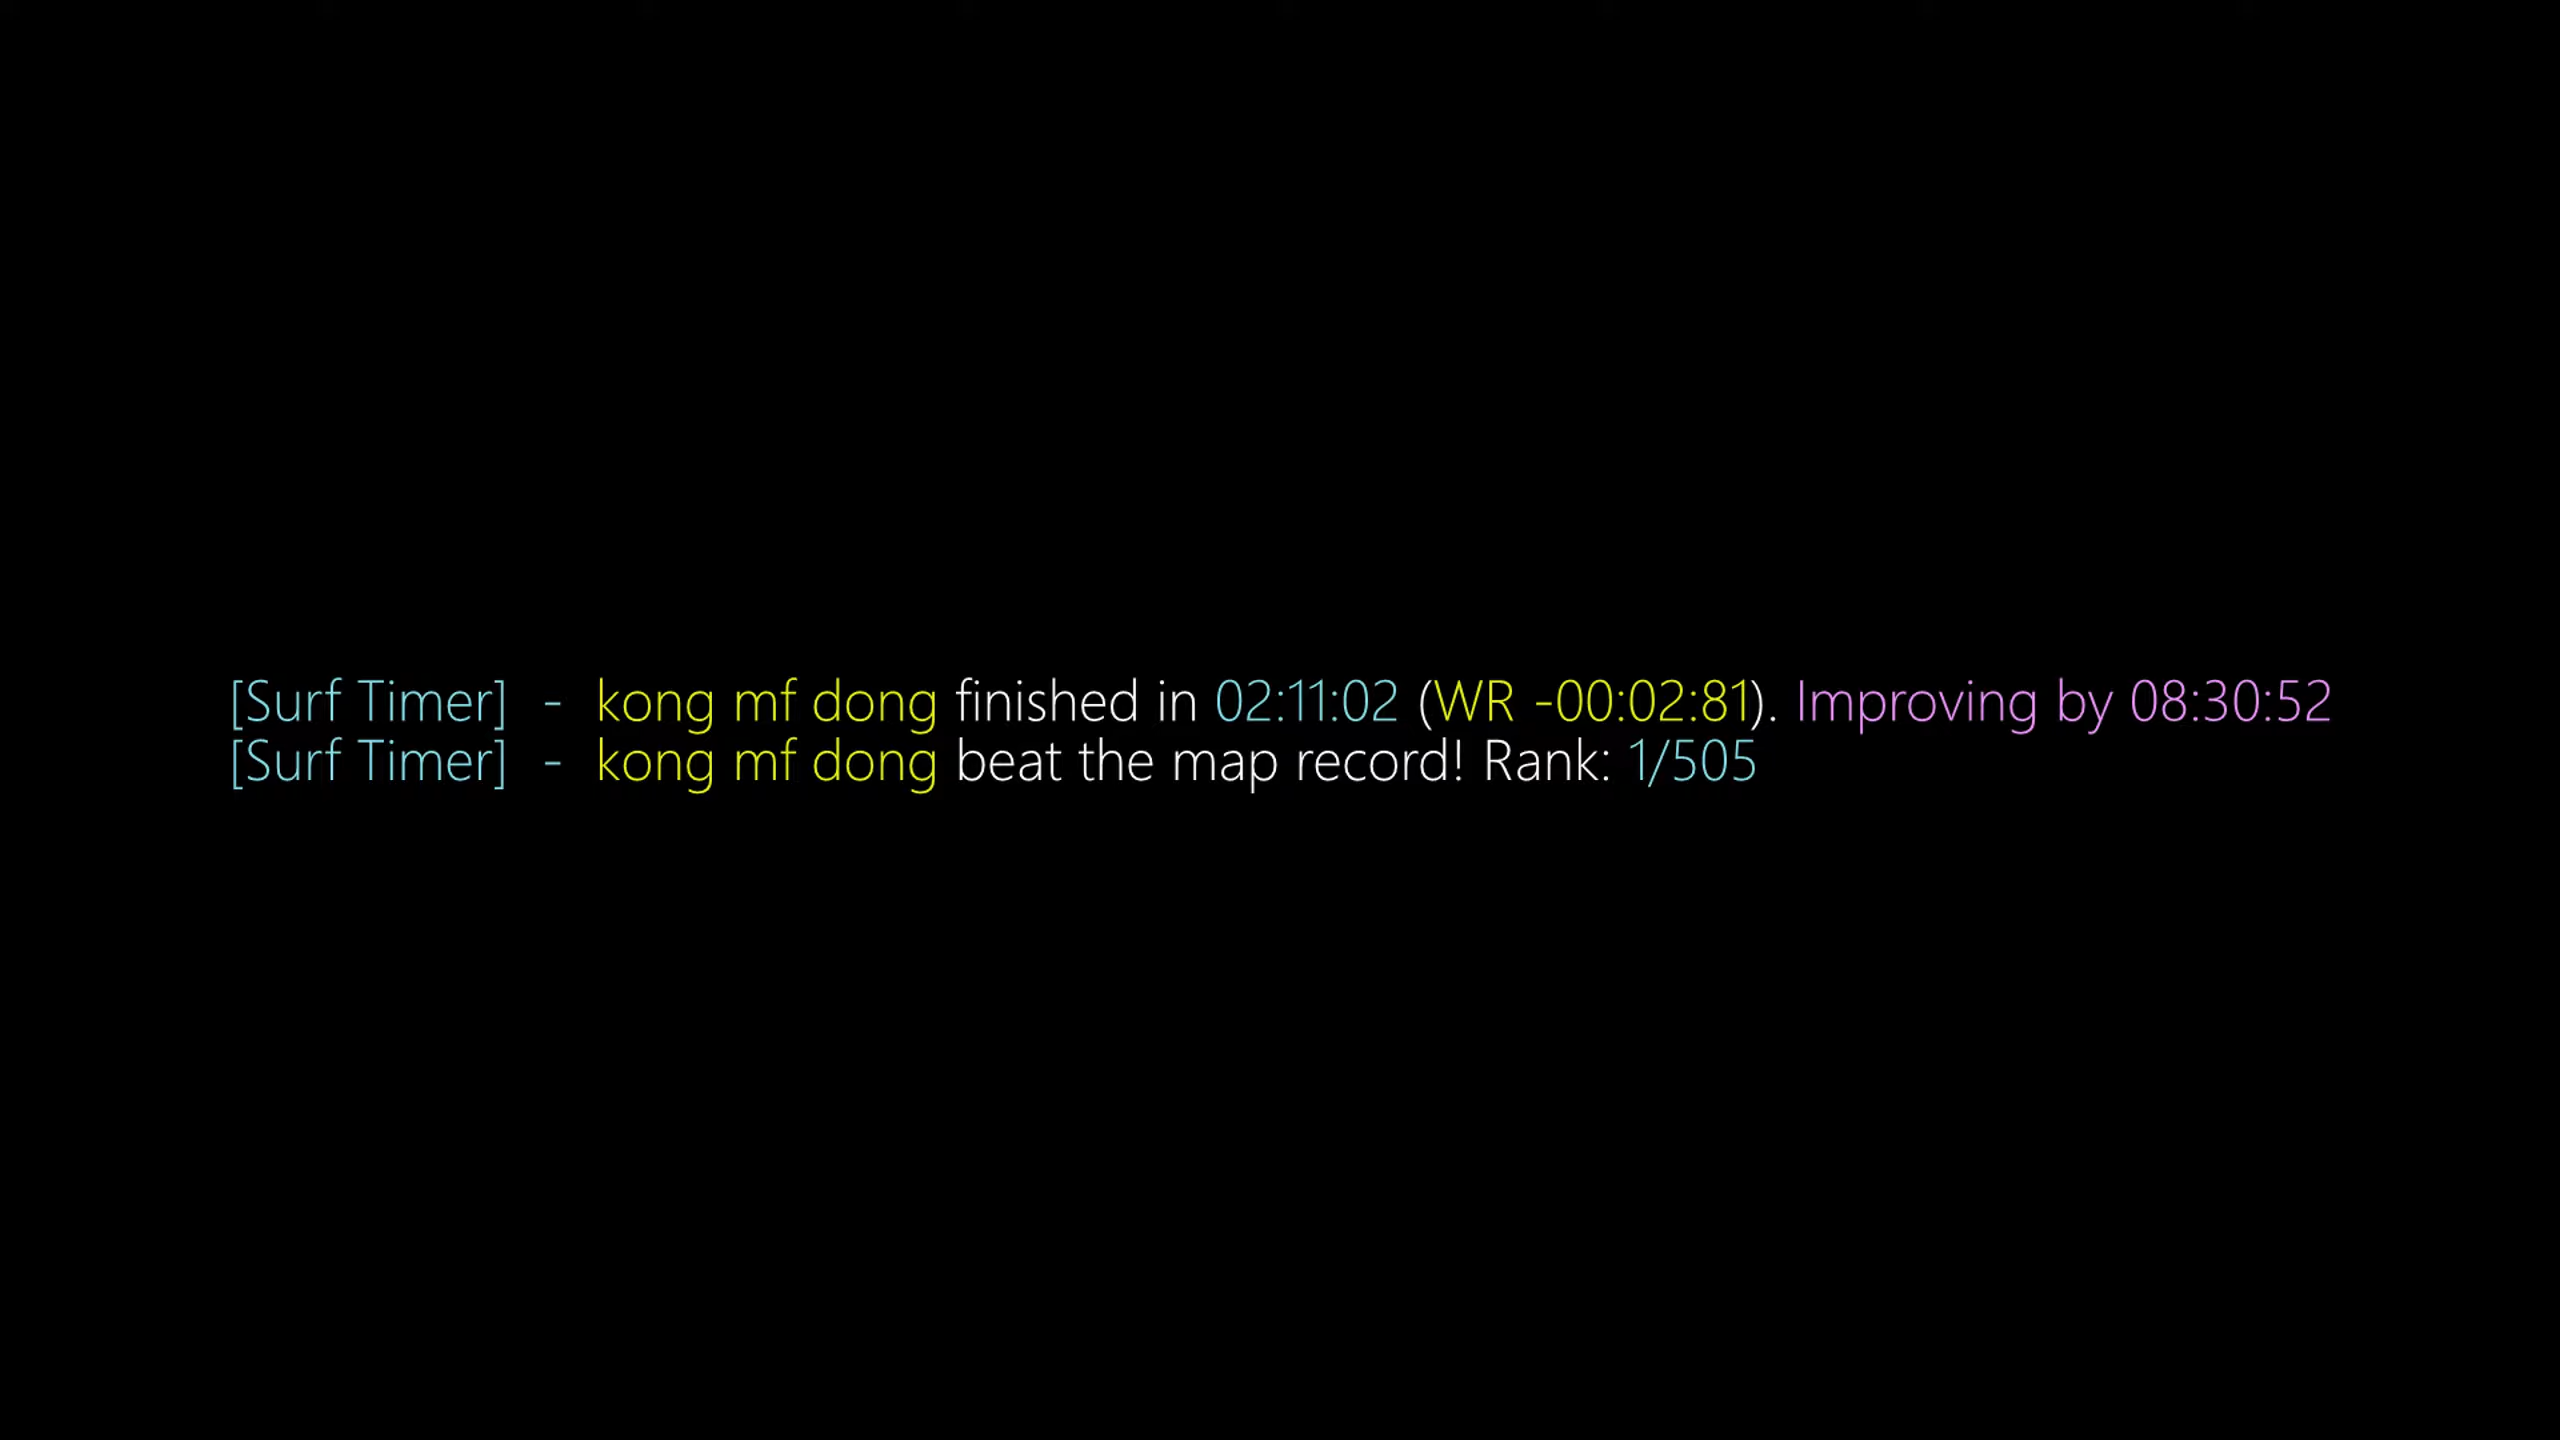 [Surf Timer] - kong mf dong finished in 02:11:02 (WR -00:02:81). Improving by 08:30:52
[Surf Timer] - kong mf dong beat the map record! Rank: 1/505